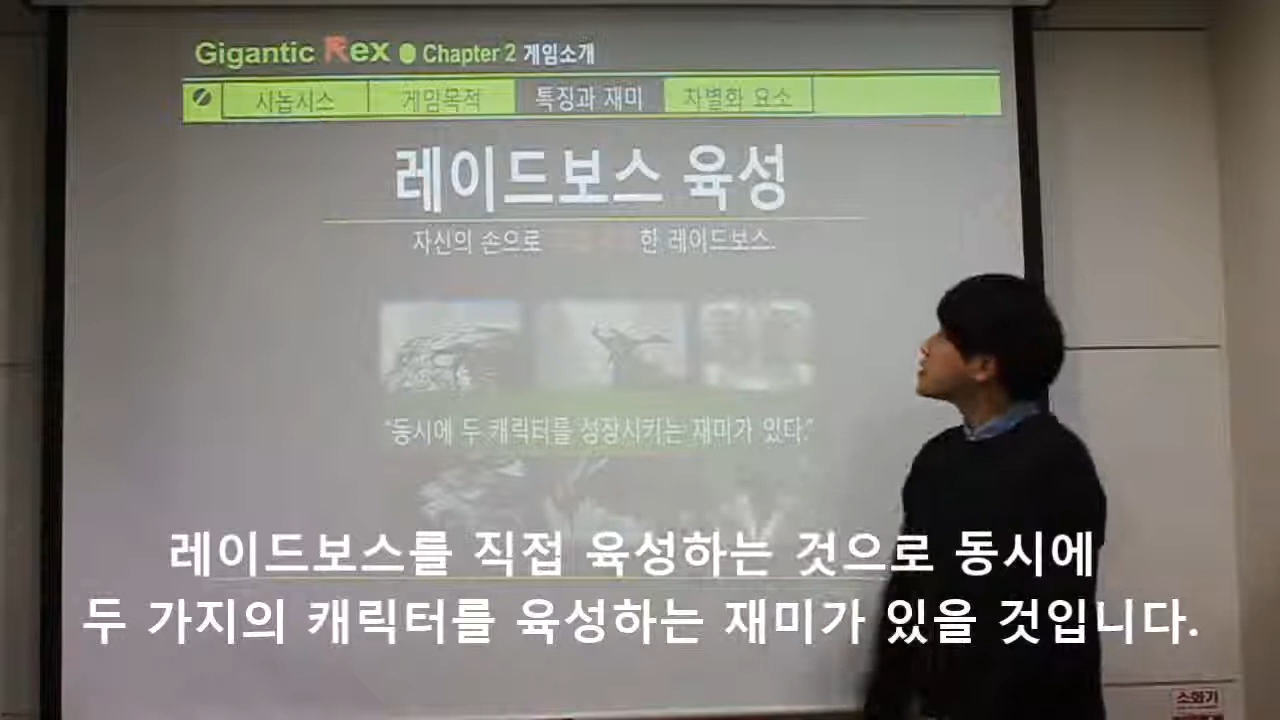 Gigantic Rex Chapter 2 게임소개
시놉시스 게임목적 특징과 재미 차별화 요소
레이드보스 육성
자신의 손으로 한 레이드보스.
"동시에 두 캐릭터를 성장시키는 재미가 있다."
레이드보스를 직접 육성하는 것으로 동시에
두 가지의 캐릭터를 육성하는 재미가 있을 것입니다.
소화기